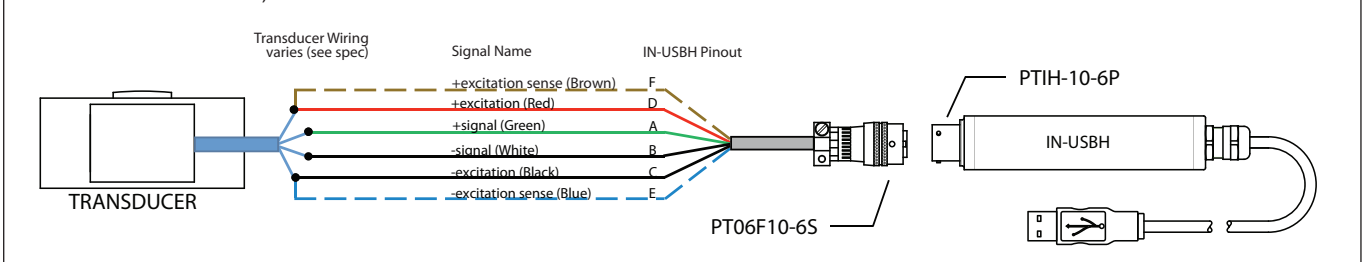 Transducer Wiring
varies (see spec)
Signal Name
IN-USBH Pinout
+excitation sense (Brown) F
+excitation (Red) D
+signal (Green) A
-signal (White) B
-excitation (Black) C
-excitation sense (Blue) E
TRANSDUCER
PT06F10-6S
PTIH-10-6P
IN-USBH